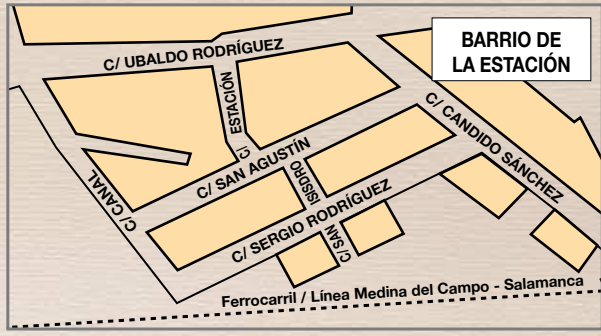 BARRIO DE
LA ESTACIÓN
C/ UBALDO RODRÍGUEZ
C/ ESTACIÓN
C/ CANDIDO SÁNCHEZ
C/ SAN AGUSTÍN
C/ CANAL
C/ SAN ISISDRO
C/ SERGIO RODRÍGUEZ
Ferrocarril / Línea Medina del Campo - Salamanca